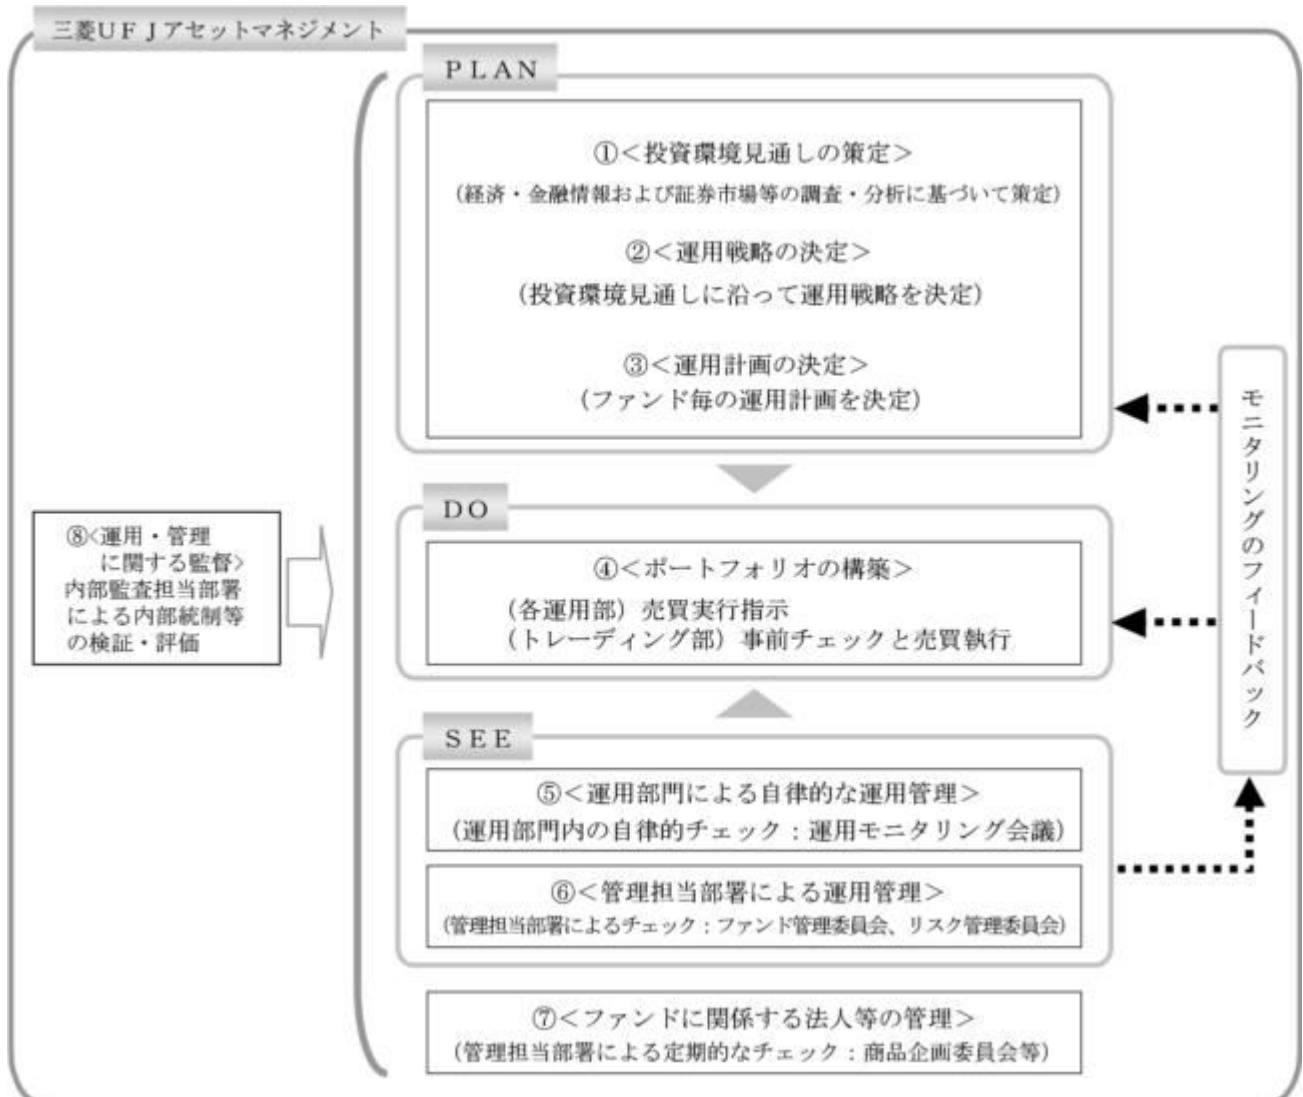 三菱UFJアセットマネジメント
PLAN
①<投資環境見通しの策定>
(経済・金融情報および証券市場等の調査・分析に基づいて策定)
②<運用戦略の決定>
(投資環境見通しに沿って運用戦略を決定)
③<運用計画の決定>
(ファンド毎の運用計画を決定)
DO
④<ポートフォリオの構築>
(各運用部)売買実行指示
(トレーディング部)事前チェックと売買執行
SEE
⑤<運用部門による自律的な運用管理>
(運用部門内の自律的チェック:運用モニタリング会議)
⑥<管理担当部署による運用管理>
(管理担当部署によるチェック:ファンド管理委員会、リスク管理委員会)
⑦<ファンドに関係する法人等の管理>
(管理担当部署による定期的なチェック:商品企画委員会等)
⑧<運用・管理
に関する監督>
内部監査担当部署
による内部統制等
の検証・評価
モニタリングのフィードバック